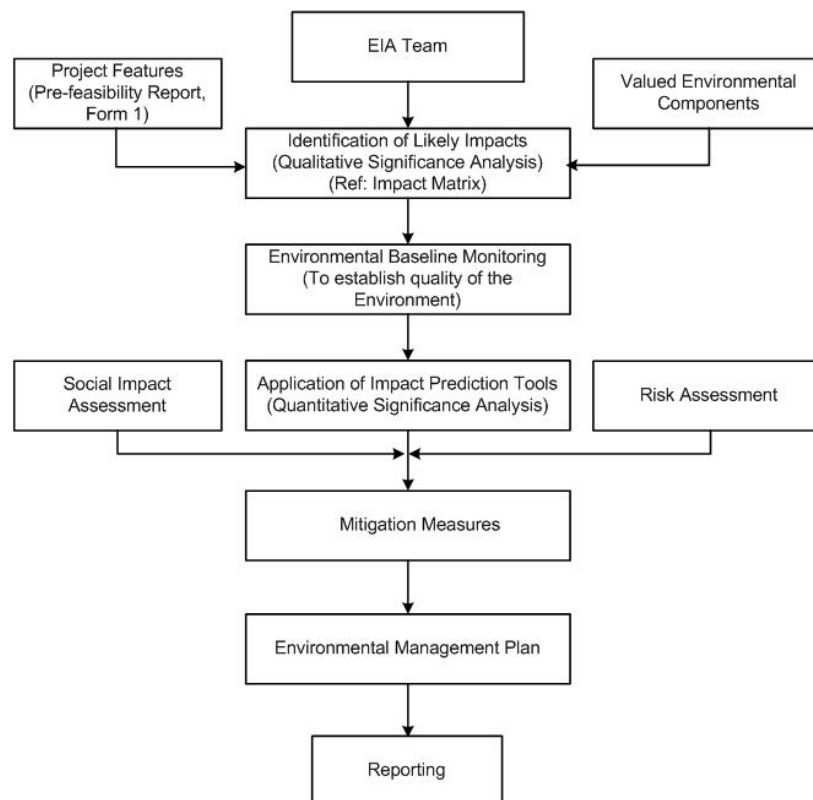 EIA Team
Project Features
(Pre-feasibility Report,
Form 1)
Valued Environmental
Components
Identification of Likely Impacts
(Qualitative Significance Analysis)
(Ref: Impact Matrix)
Environmental Baseline Monitoring
(To establish quality of the
Environment)
Social Impact
Assessment
Application of Impact Prediction Tools
(Quantitative Significance Analysis)
Risk Assessment
Mitigation Measures
Environmental Management Plan
Reporting